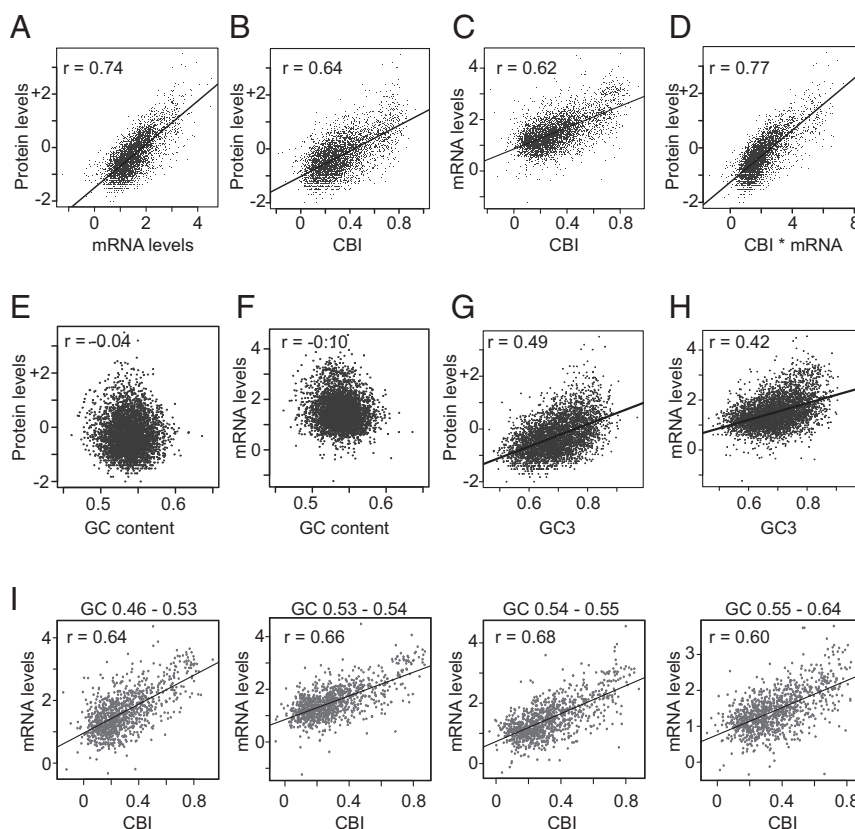 A
r = 0.74
Protein levels
+2
0
-2
0 2 4
mRNA levels
B
r = 0.64
Protein levels
+2
0
-2
0 0.4 0.8
CBI
C
r = 0.62
mRNA levels
4
2
0
0 0.4 0.8
CBI
D
r = 0.77
Protein levels
+2
0
-2
0 4 8
CBI * mRNA
E
r = -0.04
Protein levels
+2
0
-2
0.5 0.6
GC content
F
r = -0.10
mRNA levels
4
2
0
0.5 0.6
GC content
G
r = 0.49
Protein levels
+2
0
-2
0.6 0.8
GC3
H
r = 0.42
mRNA levels
4
2
0
0.6 0.8
GC3
I
GC 0.46 - 0.53
r = 0.64
mRNA levels
4
2
0
0 0.4 0.8
CBI
GC 0.53 - 0.54
r = 0.66
mRNA levels
4
2
0
0 0.4 0.8
CBI
GC 0.54 - 0.55
r = 0.68
mRNA levels
4
2
0
0 0.4 0.8
CBI
GC 0.55 - 0.64
r = 0.60
mRNA levels
3
2
1
0
0 0.4 0.8
CBI